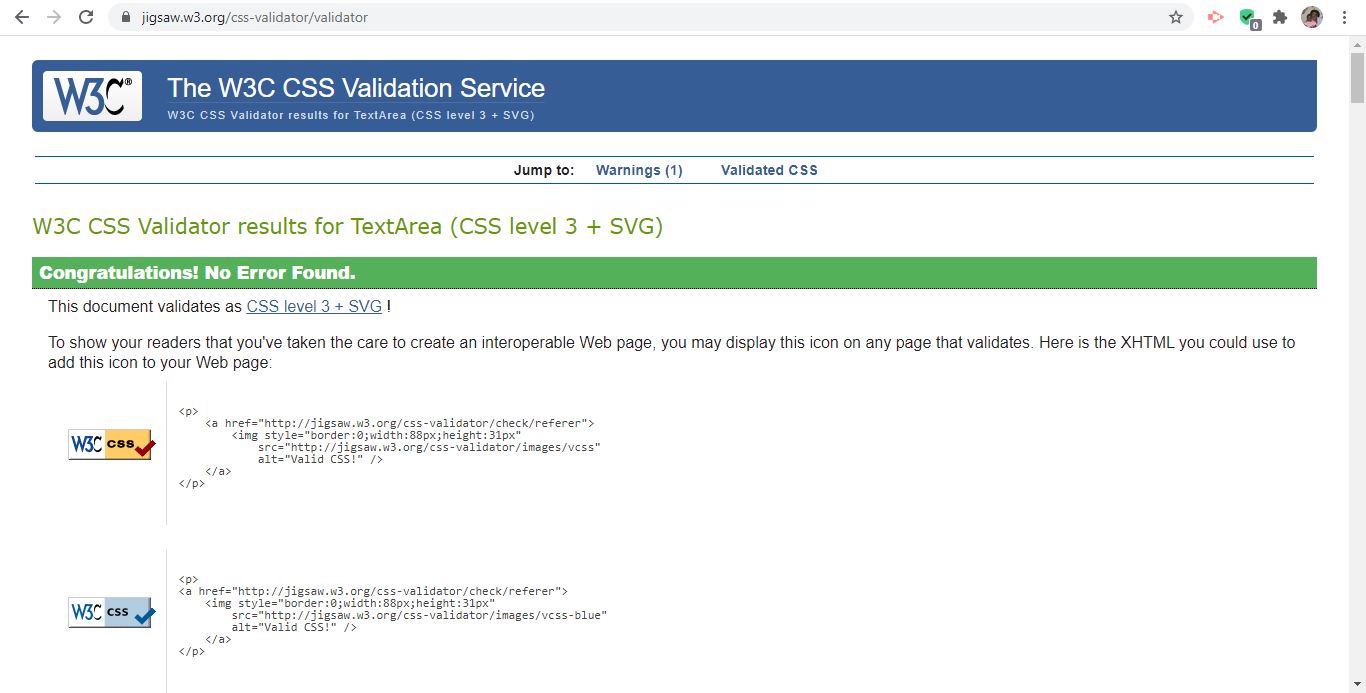 jigsaw.w3.org/css-validator/validator
0
W3C®
The W3C CSS Validation Service
W3C CSS Validator results for TextArea (CSS level 3 + SVG)
Jump to: Warnings (1) Validated CSS
W3C CSS Validator results for TextArea (CSS level 3 + SVG)
Congratulations! No Error Found.
This document validates as CSS level 3 + SVG !
To show your readers that you've taken the care to create an interoperable Web page, you may display this icon on any page that validates. Here is the XHTML you could use to
add this icon to your Web page:
W3C css
<p>
    <a href="http://jigsaw.w3.org/css-validator/check/referer">
        <img style="border:0;width:88px;height:31px"
            src="http://jigsaw.w3.org/css-validator/images/vcss"
            alt="Valid CSS!" />
    </a>
</p>
W3C css
<p>
<a href="http://jigsaw.w3.org/css-validator/check/referer">
    <img style="border:0;width:88px;height:31px"
        src="http://jigsaw.w3.org/css-validator/images/vcss-blue"
        alt="Valid CSS!" />
    </a>
</p>